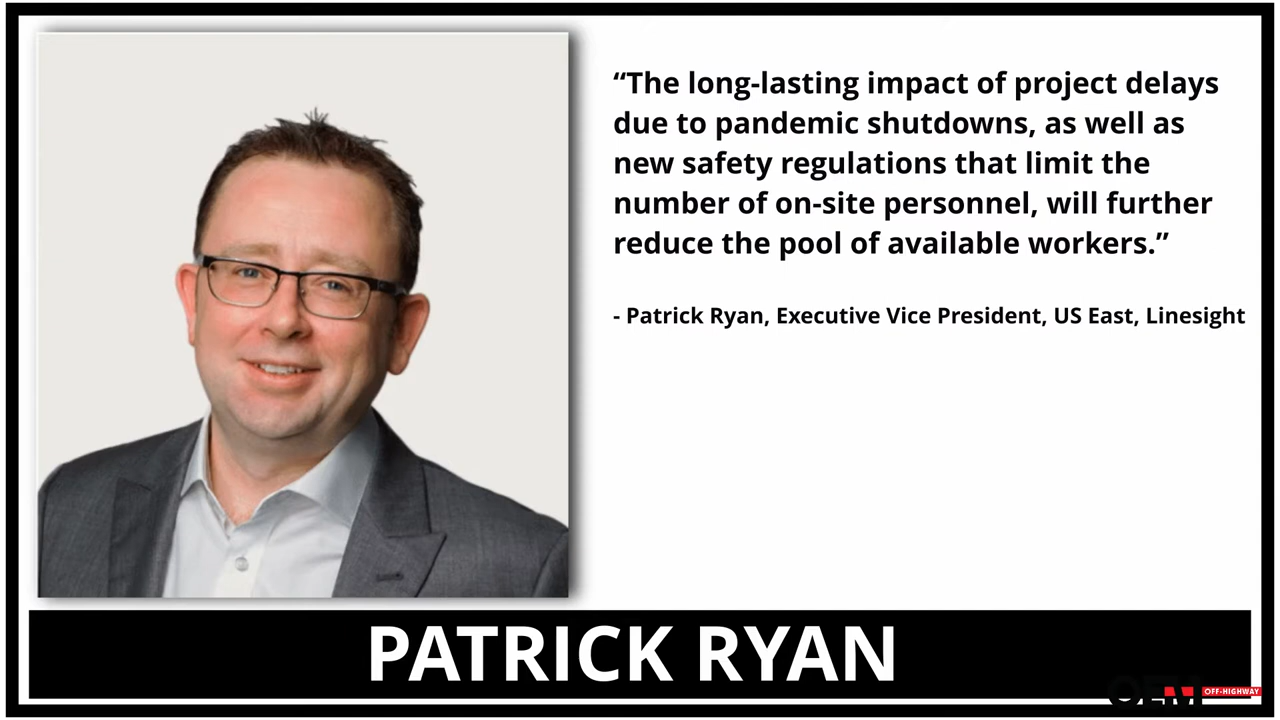 “The long-lasting impact of project delays
due to pandemic shutdowns, as well as
new safety regulations that limit the
number of on-site personnel, will further
reduce the pool of available workers.”
- Patrick Ryan, Executive Vice President, US East, Linesight
PATRICK RYAN
OEM OFF-HIGHWAY